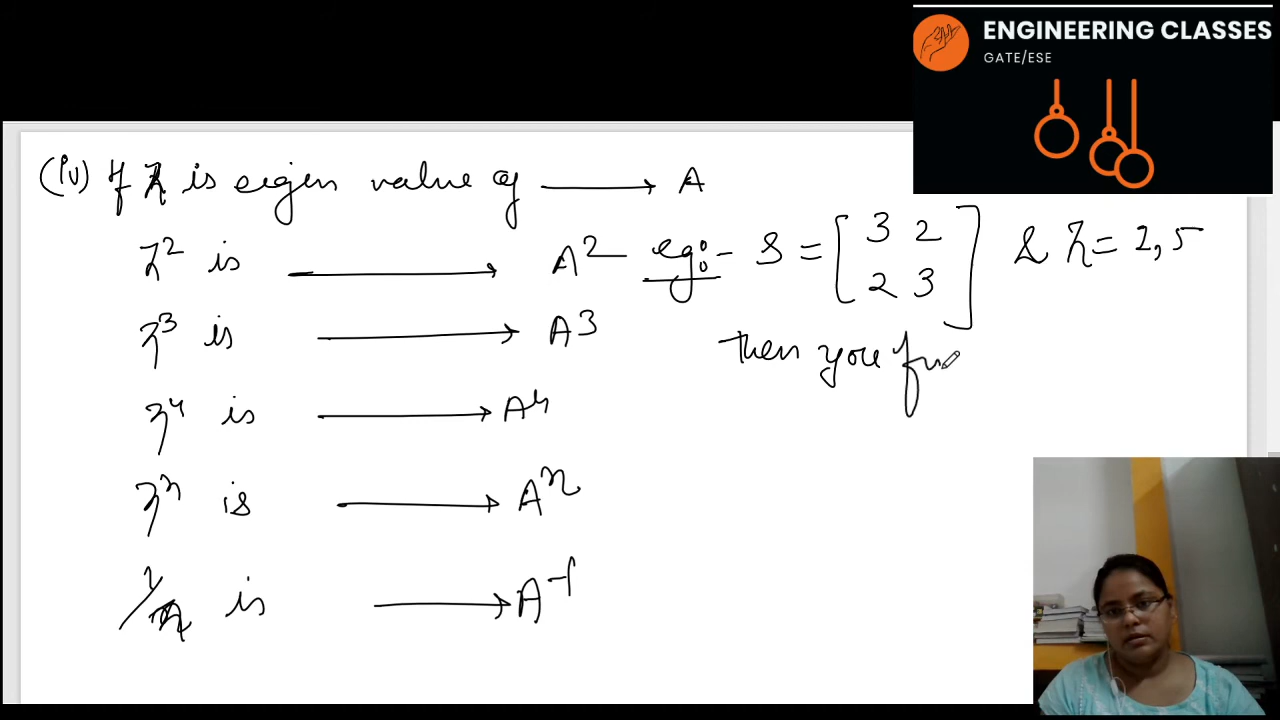 ENGINEERING CLASSES
GATE/ESE
(iv) If λ is eigen value of ⟶ A
λ² is ⟶ A²
eg:- S = [3 2
2 3] & λ = 1, 5
then you
λ³ is ⟶ A³
λ⁴ is ⟶ A⁴
λⁿ is ⟶ Aⁿ
1/λ is ⟶ A⁻¹